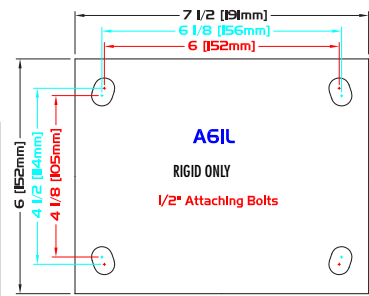 7 1/2 [191mm]
6 1/8 [156mm]
6 [152mm]
6 [152mm]
4 1/2 [114mm]
4 1/8 [105mm]
A61L
RIGID ONLY
1/2" Attaching Bolts